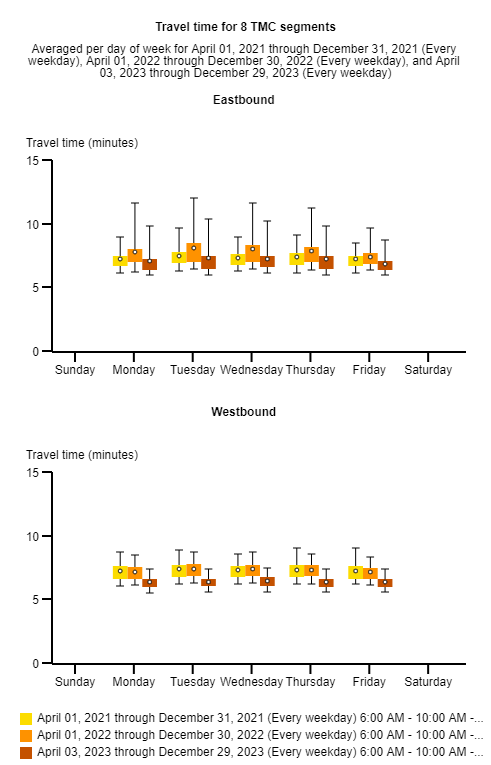 Travel time for 8 TMC segments
Averaged per day of week for April 01, 2021 through December 31, 2021 (Every
weekday), April 01, 2022 through December 30, 2022 (Every weekday), and April
03, 2023 through December 29, 2023 (Every weekday)
Eastbound
Travel time (minutes)
15
10
5
0
Sunday Monday Tuesday Wednesday Thursday Friday Saturday
Westbound
Travel time (minutes)
15
10
5
0
Sunday Monday Tuesday Wednesday Thursday Friday Saturday
April 01, 2021 through December 31, 2021 (Every weekday) 6:00 AM - 10:00 AM -...
April 01, 2022 through December 30, 2022 (Every weekday) 6:00 AM - 10:00 AM -...
April 03, 2023 through December 29, 2023 (Every weekday) 6:00 AM - 10:00 AM -...